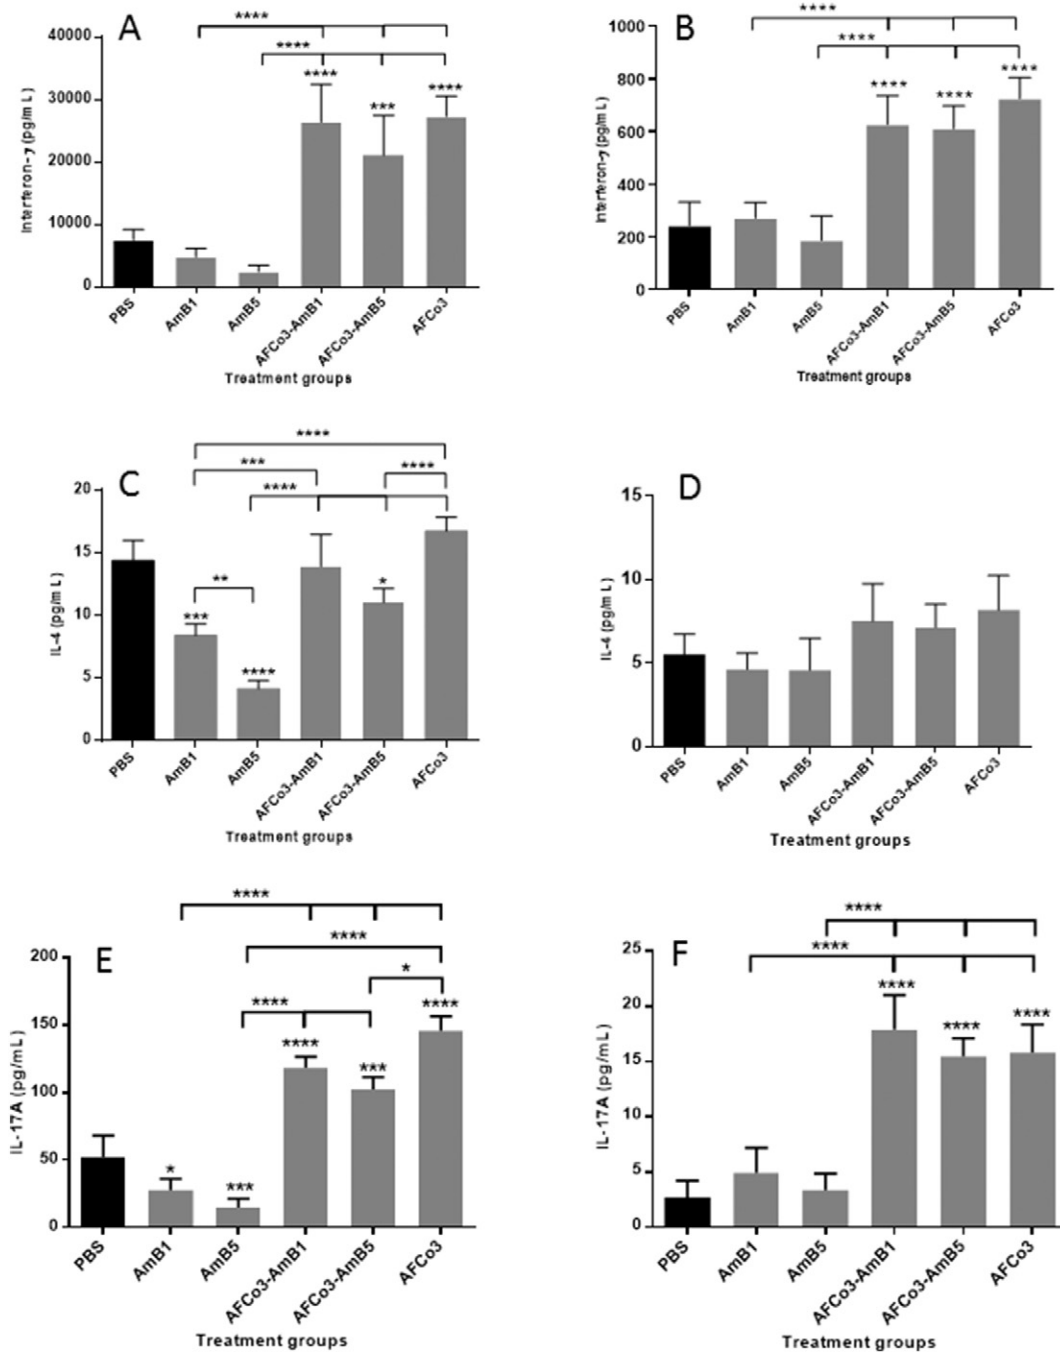 A
****
****
****
***
****
40000
30000
20000
10000
0
Interferon-γ (pg/mL)
PBS
AmB1
AmB5
AFCo3-AmB1
AFCo3-AmB5
AFCo3
Treatment groups
B
****
****
****
****
****
1000
800
600
400
200
0
Interferon-γ (pg/mL)
PBS
AmB1
AmB5
AFCo3-AmB1
AFCo3-AmB5
AFCo3
Treatment groups
C
****
***
****
****
**
***
****
*
20
15
10
5
0
IL-4 (pg/mL)
PBS
AmB1
AmB5
AFCo3-AmB1
AFCo3-AmB5
AFCo3
Treatment groups
D
15
10
5
0
IL-4 (pg/mL)
PBS
AmB1
AmB5
AFCo3-AmB1
AFCo3-AmB5
AFCo3
Treatment groups
E
****
****
*
****
****
****
***
*
***
200
150
100
50
0
IL-17A (pg/mL)
PBS
AmB1
AmB5
AFCo3-AmB1
AFCo3-AmB5
AFCo3
Treatment groups
F
****
****
****
****
****
25
20
15
10
5
0
IL-17A (pg/mL)
PBS
AmB1
AmB5
AFCo3-AmB1
AFCo3-AmB5
AFCo3
Treatment groups